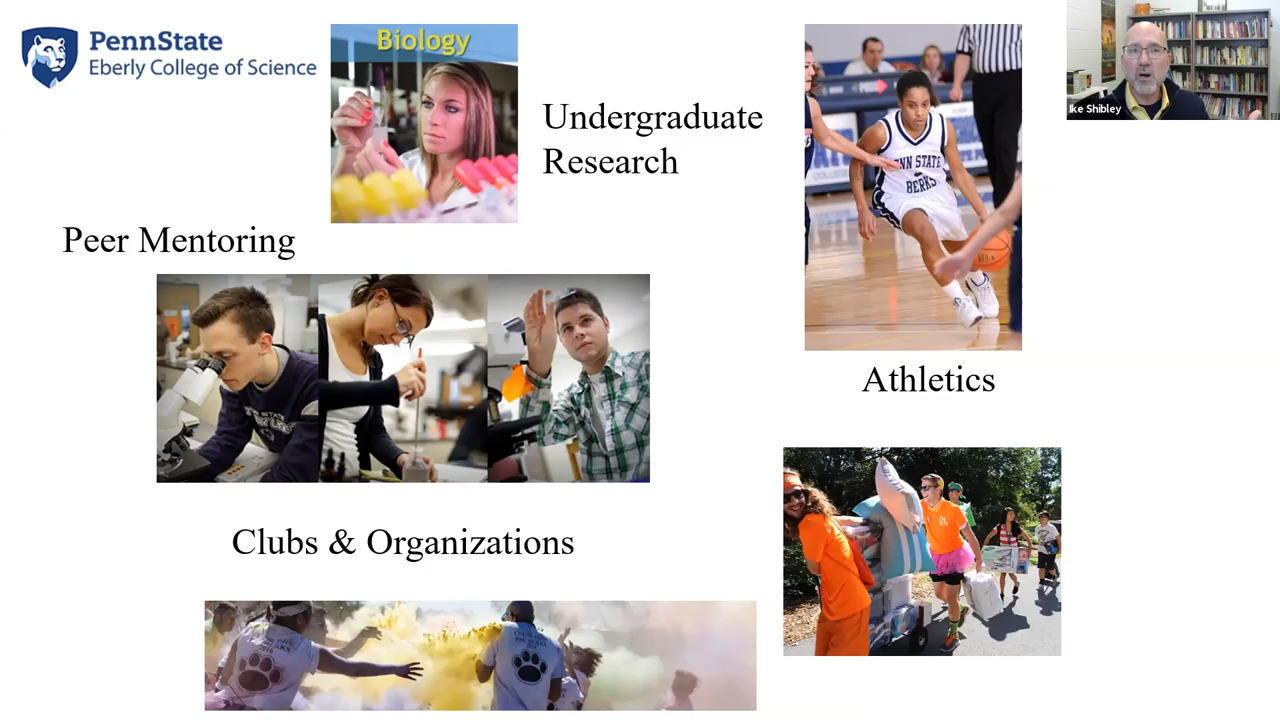 PennState
Eberly College of Science
Biology
Undergraduate
Research
Ike Shibley
PENN STATE
BERKS
Peer Mentoring
Athletics
Clubs & Organizations